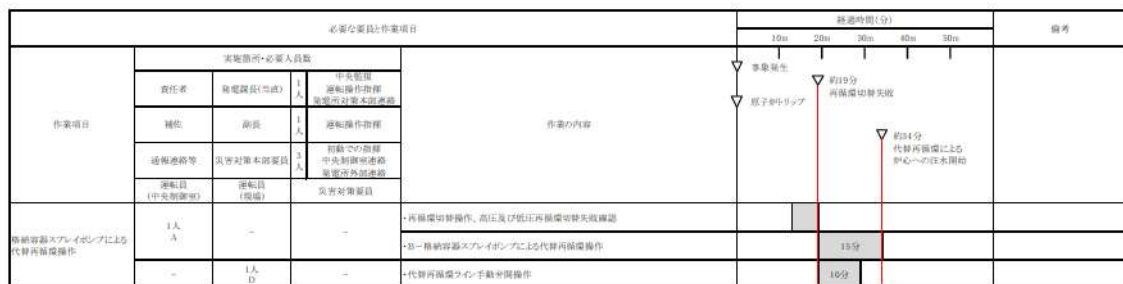 必要な要員と作業項目
経過時間(分)
備考
10m 20m 30m 40m 50m
実施箇所・必要人員数
作業項目
作業の内容
責任者
発電課長(当直)
1人
中央監視
運転操作指揮
発電所対策本部連絡
補佐
副長
1人
運転操作指揮
通報連絡等
災害対策本部要員
3人
初動での指揮
中央制御室連絡
発電所外部連絡
運転員
(中央制御室)
運転員
(現場)
災害対策要員
事象発生
原子炉トリップ
約19分
再循環切替失敗
約34分
代替再循環による
炉心への注水開始
格納容器スプレイポンプによる
代替再循環操作
1人
A
-
-
・再循環切替操作、高圧及び低圧再循環切替失敗確認
・B-格納容器スプレイポンプによる代替再循環操作
15分
-
1人
D
-
・代替再循環ライン手動弁開操作
10分